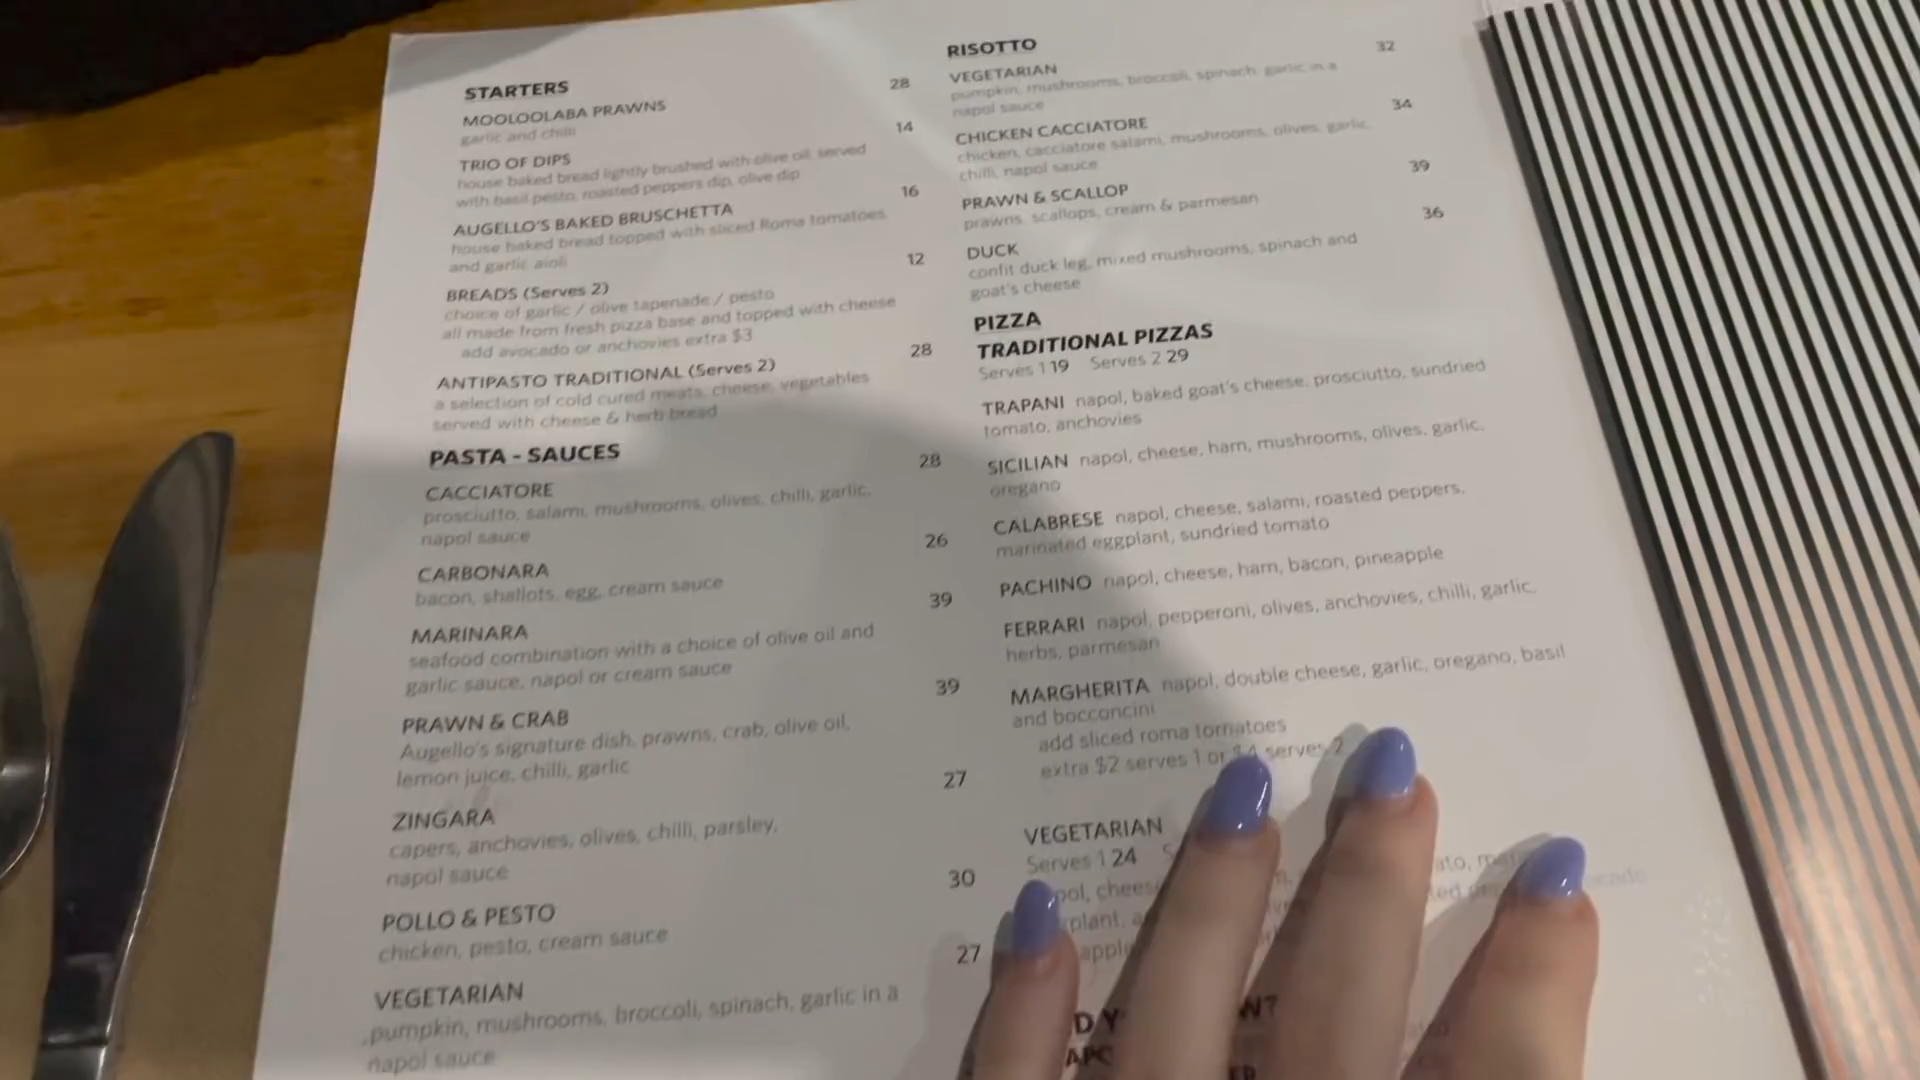 STARTERS
MOOLOOLABA PRAWNS 28
garlic and chilli
TRIO OF DIPS 14
house baked bread lightly brushed with olive oil, served
with basil pesto, roasted peppers dip, olive dip
AUGELLO'S BAKED BRUSCHETTA 16
house baked bread topped with sliced Roma tomatoes
and garlic aioli
BREADS (Serves 2) 12
choice of garlic / olive tapenade / pesto
all made from fresh pizza base and topped with cheese
add avocado or anchovies extra $3
ANTIPASTO TRADITIONAL (Serves 2) 28
a selection of cold cured meats, cheese, vegetables
served with cheese & herb bread
PASTA - SAUCES
CACCIATORE 28
prosciutto, salami, mushrooms, olives, chilli, garlic,
napol sauce
CARBONARA 26
bacon, shallots, egg, cream sauce
MARINARA 39
seafood combination with a choice of olive oil and
garlic sauce, napol or cream sauce
PRAWN & CRAB 39
Augello's signature dish, prawns, crab, olive oil,
lemon juice, chilli, garlic
ZINGARA 27
capers, anchovies, olives, chilli, parsley,
napol sauce
POLLO & PESTO 30
chicken, pesto, cream sauce
VEGETARIAN 27
pumpkin, mushrooms, broccoli, spinach, garlic in a
napol sauce
RISOTTO
VEGETARIAN 32
pumpkin, mushrooms, broccoli, spinach, garlic in a
napol sauce
CHICKEN CACCIATORE 34
chicken, cacciatore salami, mushrooms, olives, garlic,
chilli, napol sauce
PRAWN & SCALLOP 39
prawns, scallops, cream & parmesan
DUCK 36
confit duck leg, mixed mushrooms, spinach and
goat's cheese
PIZZA
TRADITIONAL PIZZAS
Serves 1 19 Serves 2 29
TRAPANI napol, baked goat's cheese, prosciutto, sundried
tomato, anchovies
SICILIAN napol, cheese, ham, mushrooms, olives, garlic,
oregano
CALABRESE napol, cheese, salami, roasted peppers,
marinated eggplant, sundried tomato
PACHINO napol, cheese, ham, bacon, pineapple
FERRARI napol, pepperoni, olives, anchovies, chilli, garlic,
herbs, parmesan
MARGHERITA napol, double cheese, garlic, oregano, basil
and bocconcini
add sliced roma tomatoes
extra $2 serves 1 or $4 serves 2
VEGETARIAN
Serves 1 24